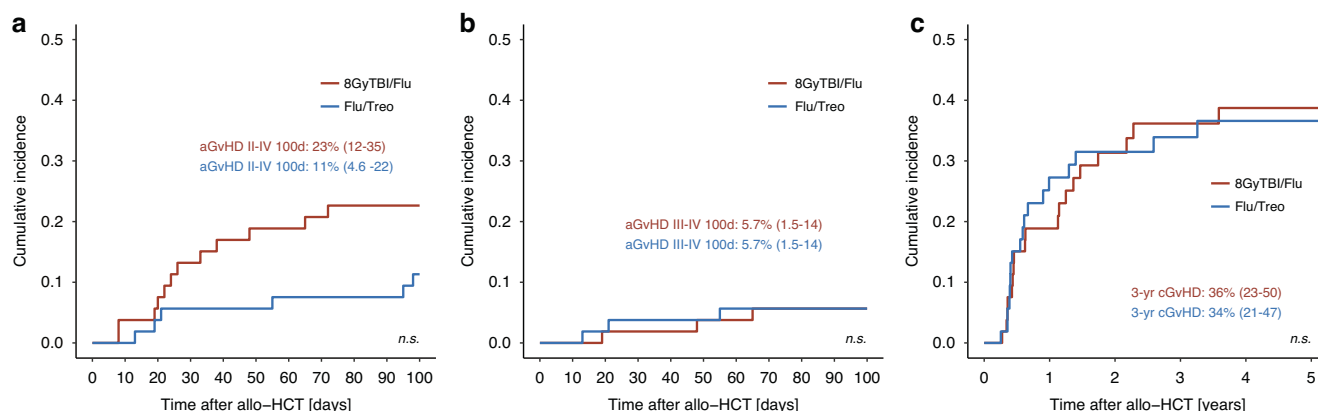 a
0.5
0.4
0.3
0.2
0.1
0.0
Cumulative incidence
8GyTBI/Flu
Flu/Treo
aGvHD II-IV 100d: 23% (12-35)
aGvHD II-IV 100d: 11% (4.6 -22)
n.s.
0 10 20 30 40 50 60 70 80 90 100
Time after allo−HCT [days]
b
0.5
0.4
0.3
0.2
0.1
0.0
Cumulative incidence
8GyTBI/Flu
Flu/Treo
aGvHD III-IV 100d: 5.7% (1.5-14)
aGvHD III-IV 100d: 5.7% (1.5-14)
n.s.
0 10 20 30 40 50 60 70 80 90 100
Time after allo−HCT [days]
c
0.5
0.4
0.3
0.2
0.1
0.0
Cumulative incidence
8GyTBI/Flu
Flu/Treo
3-yr cGvHD: 36% (23-50)
3-yr cGvHD: 34% (21-47)
n.s.
0 1 2 3 4 5
Time after allo−HCT [years]